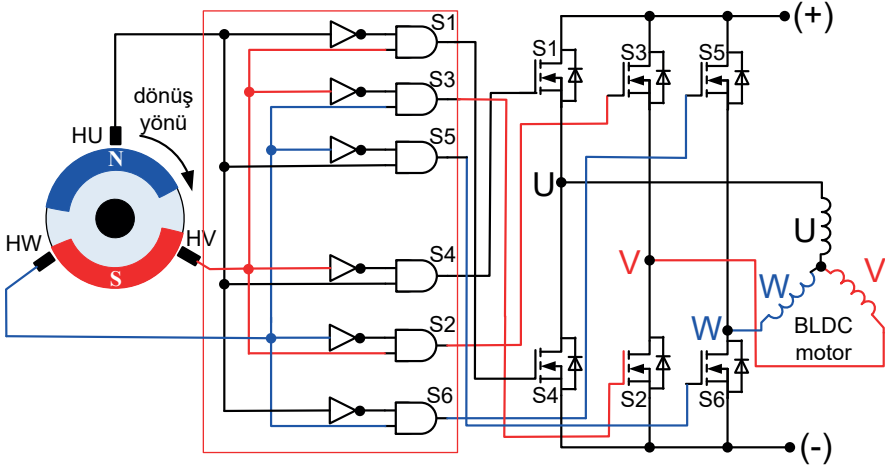 dönüş
yönü
HU
N
HW
HV
S
S1
S3
S5
S4
S2
S6
S1
S3
S5
(+)
U
V
W
U
W
V
BLDC
motor
S4
S2
S6
(-)